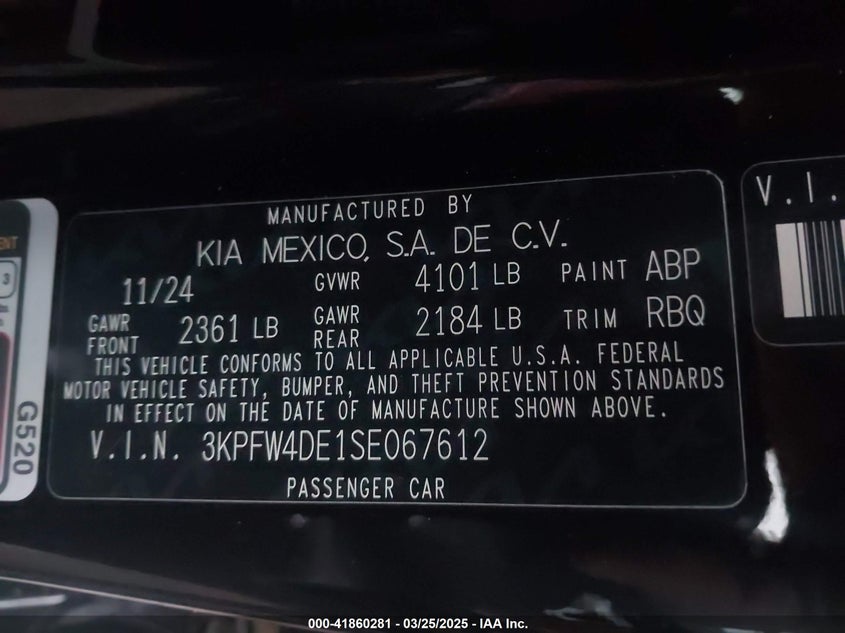 MANUFACTURED BY
KIA MEXICO, S.A. DE C.V.
11/24 GVWR 4101 LB PAINT ABP
GAWR FRONT 2361 LB GAWR REAR 2184 LB TRIM RBQ
THIS VEHICLE CONFORMS TO ALL APPLICABLE U.S.A. FEDERAL
MOTOR VEHICLE SAFETY, BUMPER, AND THEFT PREVENTION STANDARDS
IN EFFECT ON THE DATE OF MANUFACTURE SHOWN ABOVE.
V.I.N. 3KPFW4DE1SE067612
PASSENGER CAR
V.I.
3
G520
000-41860281 - 03/25/2025 - IAA Inc.